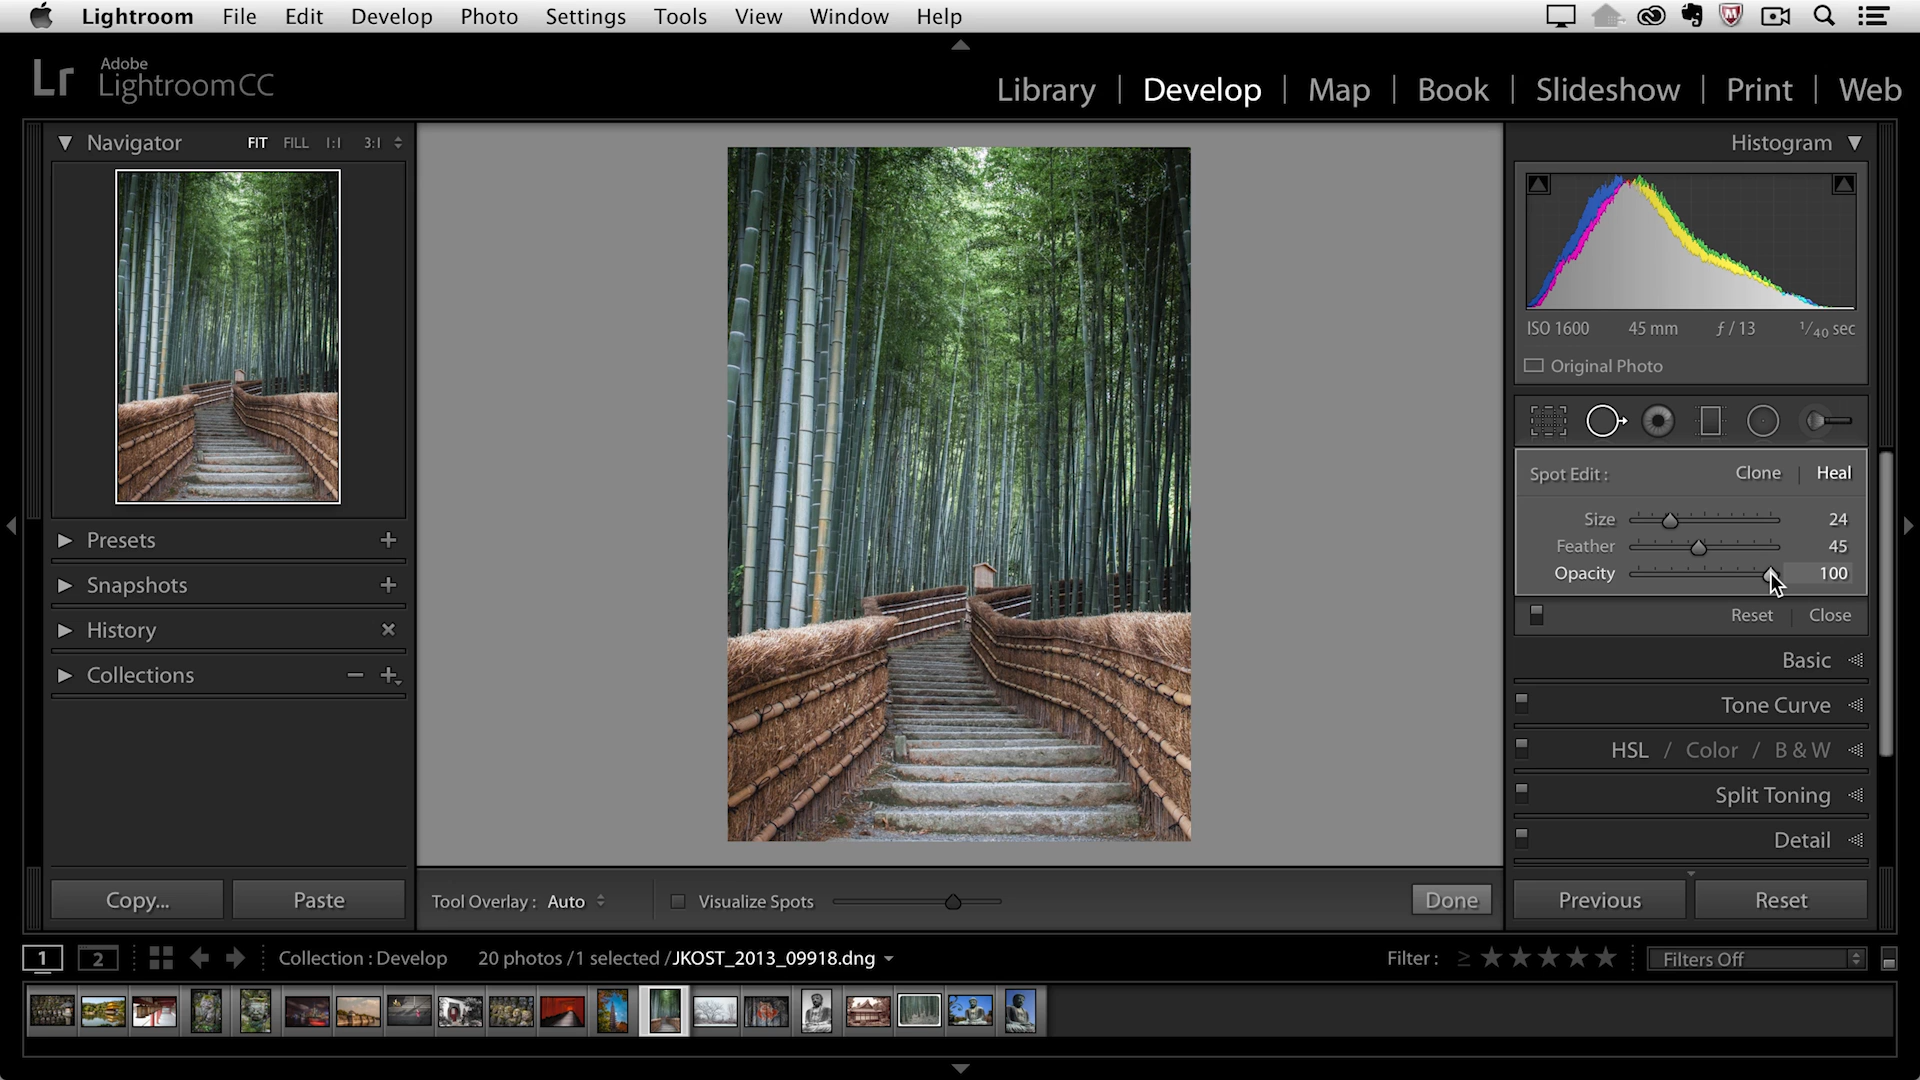 Lightroom File Edit Develop Photo Settings Tools View Window Help
Lr Adobe
Lightroom CC
Library | Develop | Map | Book | Slideshow | Print | Web
Navigator FIT FILL 1:1 3:1
Presets
Snapshots
History
Collections
Copy... Paste
Tool Overlay : Auto Visualize Spots Done
Histogram
ISO 1600 45 mm ƒ / 13 1/40 sec
Original Photo
Spot Edit : Clone | Heal
Size 24
Feather 45
Opacity 100
Reset | Close
Basic
Tone Curve
HSL / Color / B & W
Split Toning
Detail
Previous Reset
1 2 Collection : Develop 20 photos / 1 selected / JKOST_2013_09918.dng Filter : ≥ ★★★★★ Filters Off